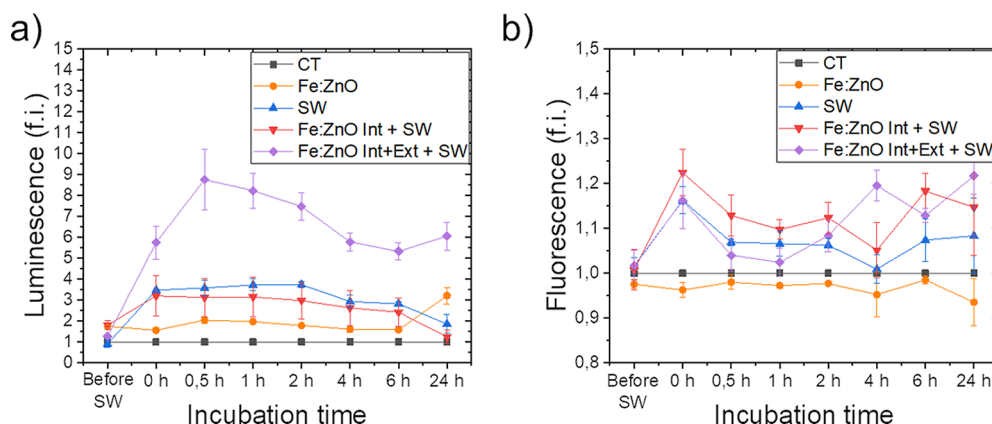 a)
Luminescence (f.i.)
15
14
13
12
11
10
9
8
7
6
5
4
3
2
1
0
CT
Fe:ZnO
SW
Fe:ZnO Int + SW
Fe:ZnO Int+Ext + SW
Before SW
0 h
0,5 h
1 h
2 h
4 h
6 h
24 h
Incubation time
b)
Fluorescence (f.i.)
1,5
1,4
1,3
1,2
1,1
1,0
0,9
0,8
CT
Fe:ZnO
SW
Fe:ZnO Int + SW
Fe:ZnO Int+Ext + SW
Before SW
0 h
0,5 h
1 h
2 h
4 h
6 h
24 h
Incubation time